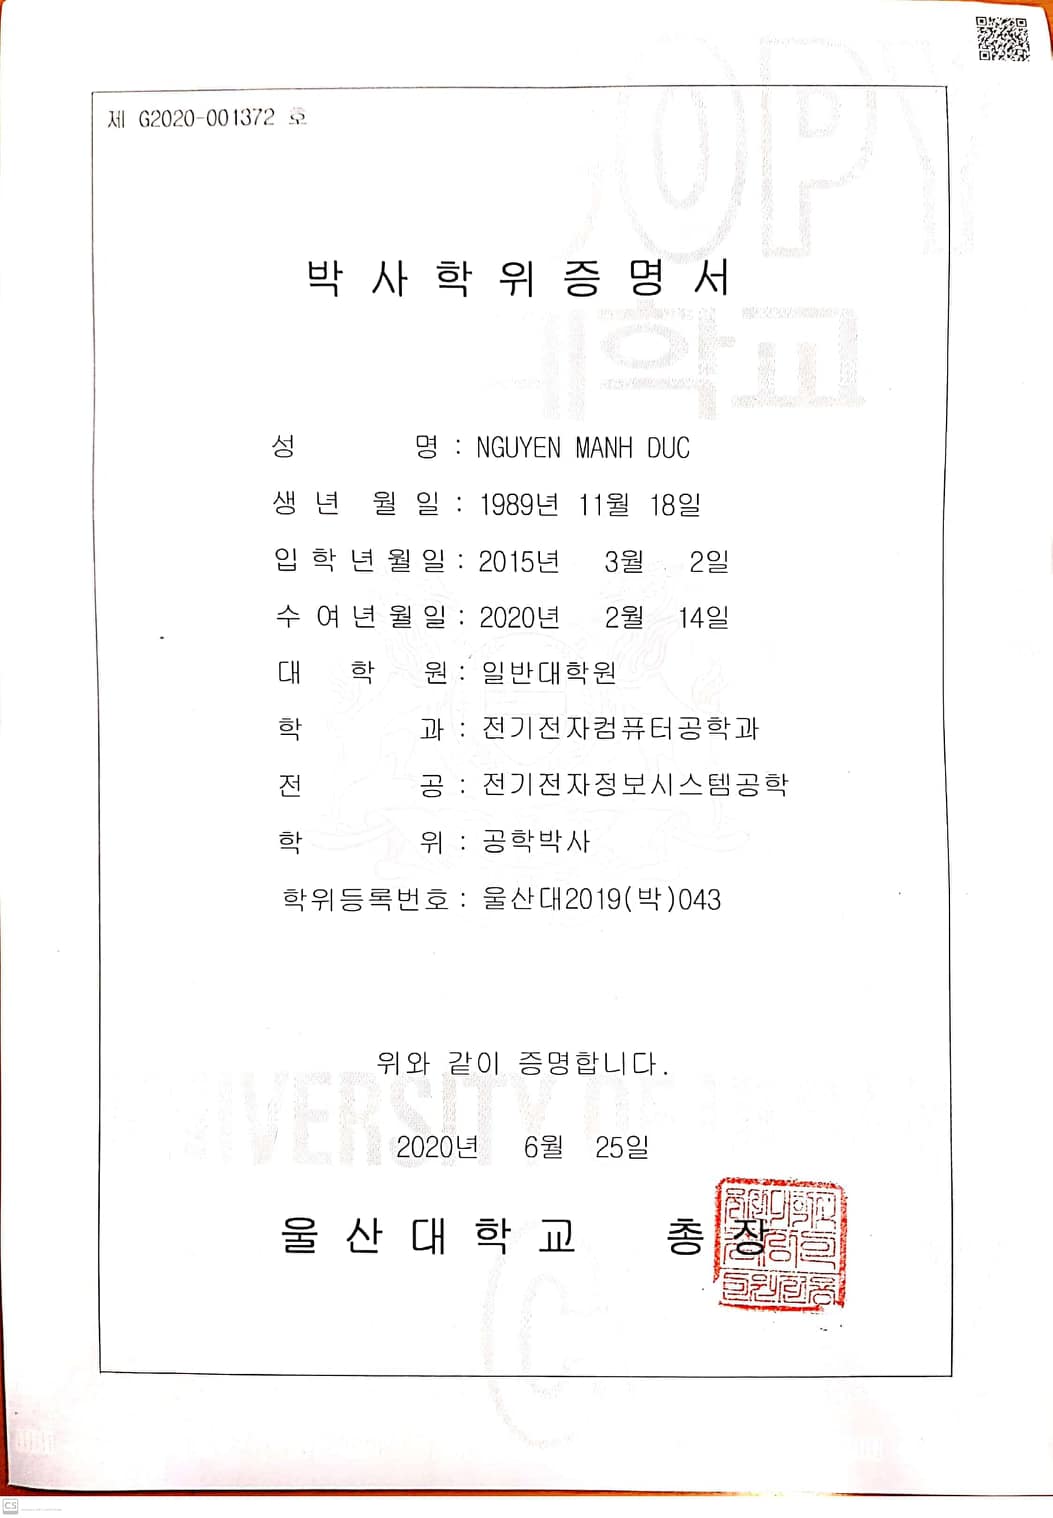 제 G2020-001372 호
COPY
박 사 학 위 증 명 서
대학교
성 명 : NGUYEN MANH DUC
생 년 월 일 : 1989년 11월 18일
입 학 년 월 일 : 2015년 3월 2일
수 여 년 월 일 : 2020년 2월 14일
대 학 원 : 일반대학원
학 과 : 전기전자컴퓨터공학과
전 공 : 전기전자정보시스템공학
학 위 : 공학박사
학위등록번호 : 울산대2019(박)043
위와 같이 증명합니다.
UNIVERSITY OF
2020년 6월 25일
울 산 대 학 교 총 장
CS